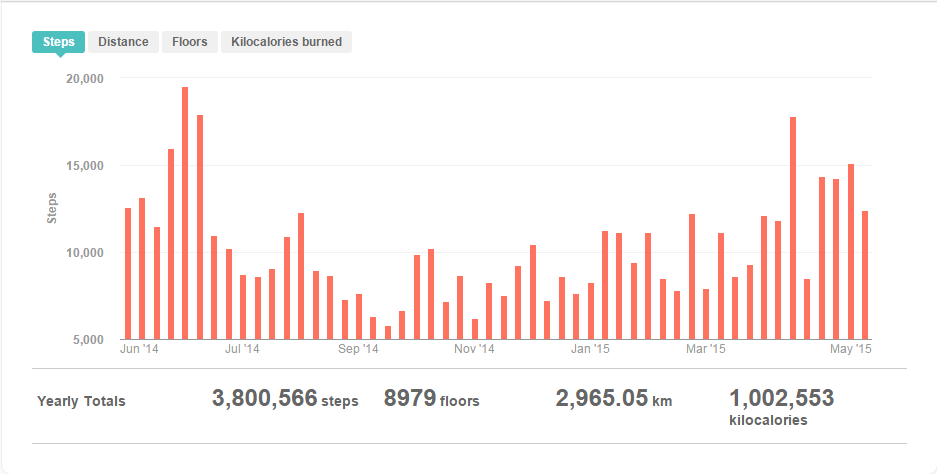 Steps Distance Floors Kilocalories burned
20,000
15,000
Steps
10,000
5,000
Jun '14 Jul '14 Sep '14 Nov '14 Jan '15 Mar '15 May '15
Yearly Totals 3,800,566 steps 8979 floors 2,965.05 km 1,002,553
kilocalories